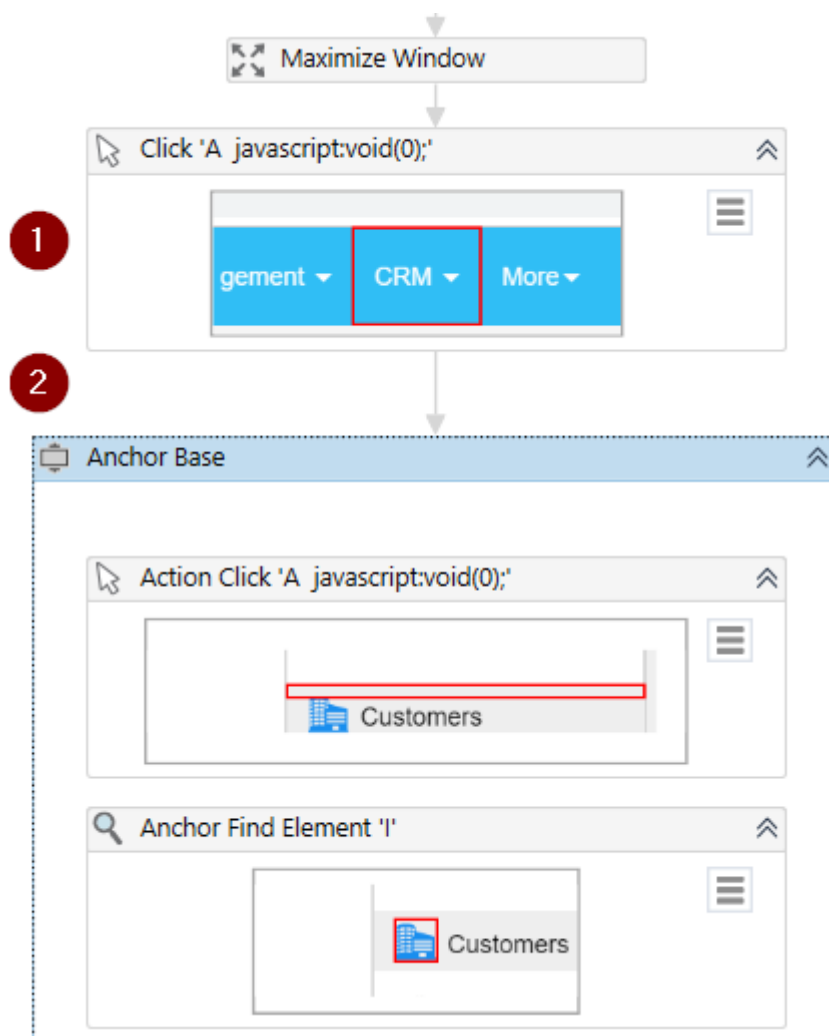 Maximize Window
Click 'A javascript:void(0);'
1
gement CRM More
2
Anchor Base
Action Click 'A javascript:void(0);'
Customers
Anchor Find Element 'I'
Customers